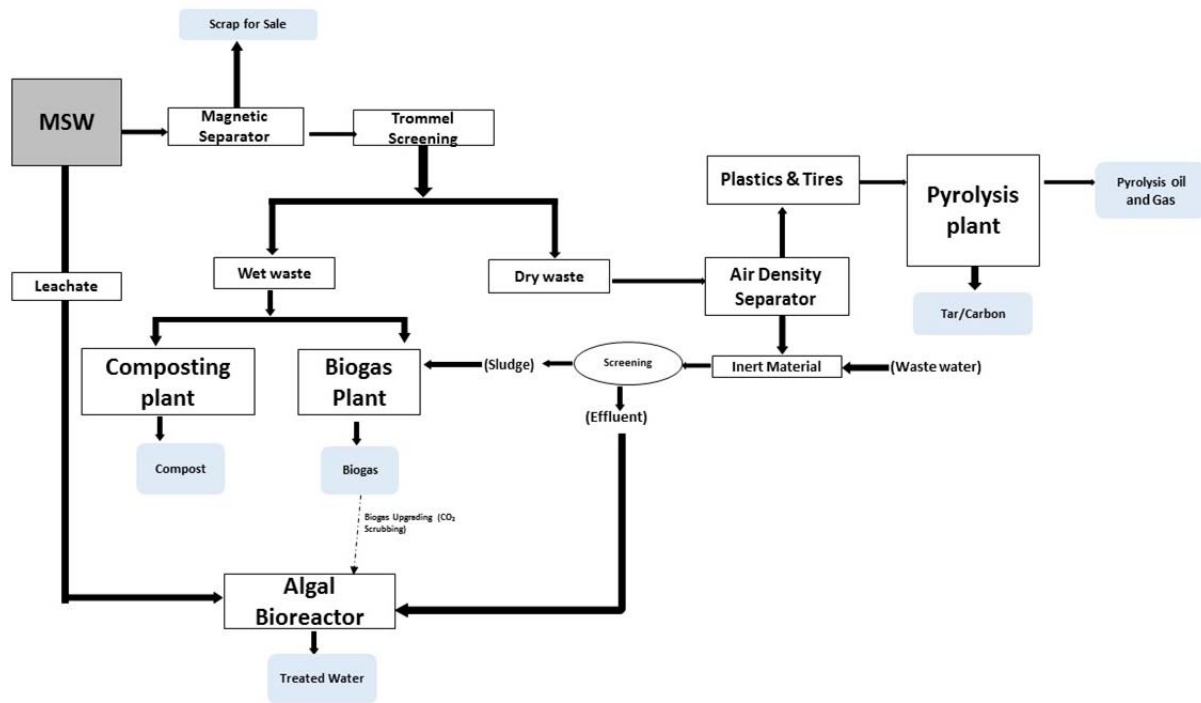 Scrap for Sale
MSW
Magnetic
Separator
Trommel
Screening
Plastics & Tires
Pyrolysis
plant
Pyrolysis oil
and Gas
Leachate
Wet waste
Dry waste
Air Density
Separator
Tar/Carbon
Composting
plant
Biogas
Plant
(Sludge)
Screening
Inert Material
(Waste water)
(Effluent)
Compost
Biogas
Biogas Upgrading (CO₂
Scrubbing)
Algal
Bioreactor
Treated Water